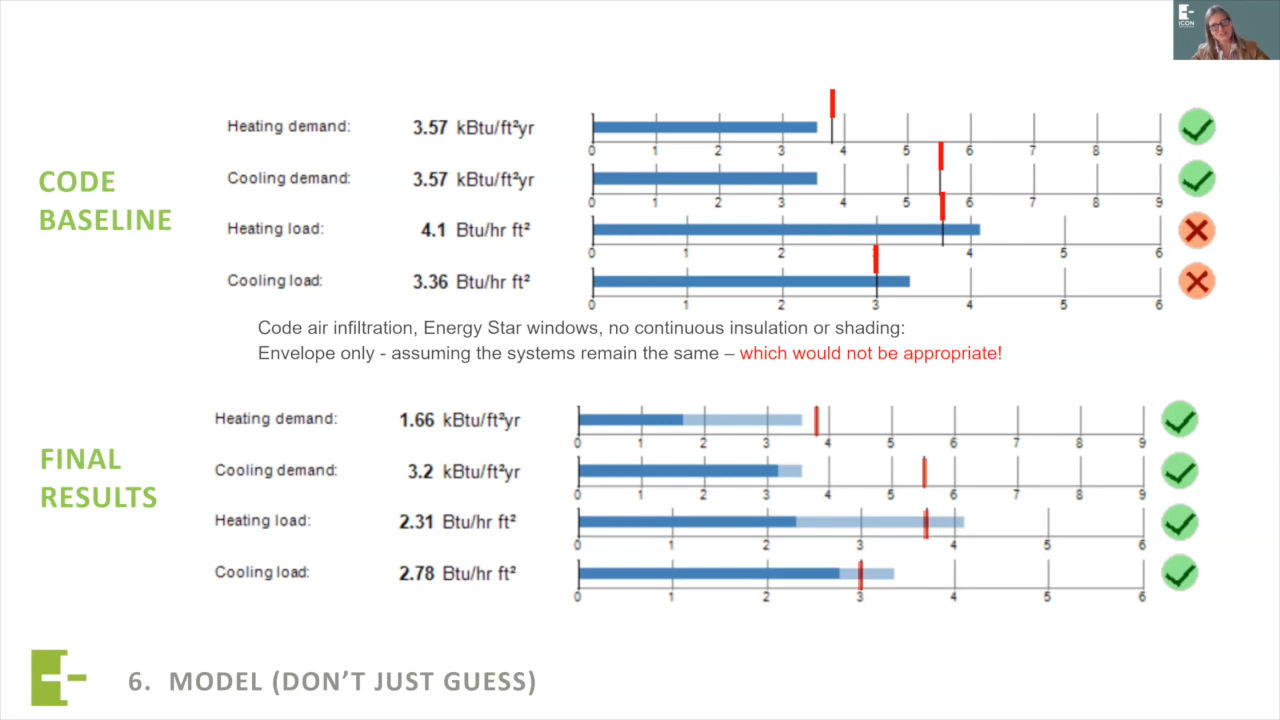 ICON
Heating demand: 3.57 kBtu/ft²yr
0 1 2 3 4 5 6 7 8 9
CODE
BASELINE
Cooling demand: 3.57 kBtu/ft²yr
0 1 2 3 4 5 6 7 8 9
Heating load: 4.1 Btu/hr ft²
0 1 2 3 4 5 6
Cooling load: 3.36 Btu/hr ft²
0 1 2 3 4 5 6
Code air infiltration, Energy Star windows, no continuous insulation or shading:
Envelope only - assuming the systems remain the same – which would not be appropriate!
Heating demand: 1.66 kBtu/ft²yr
0 1 2 3 4 5 6 7 8 9
FINAL
RESULTS
Cooling demand: 3.2 kBtu/ft²yr
0 1 2 3 4 5 6 7 8 9
Heating load: 2.31 Btu/hr ft²
0 1 2 3 4 5 6
Cooling load: 2.78 Btu/hr ft²
0 1 2 3 4 5 6
6. MODEL (DON’T JUST GUESS)